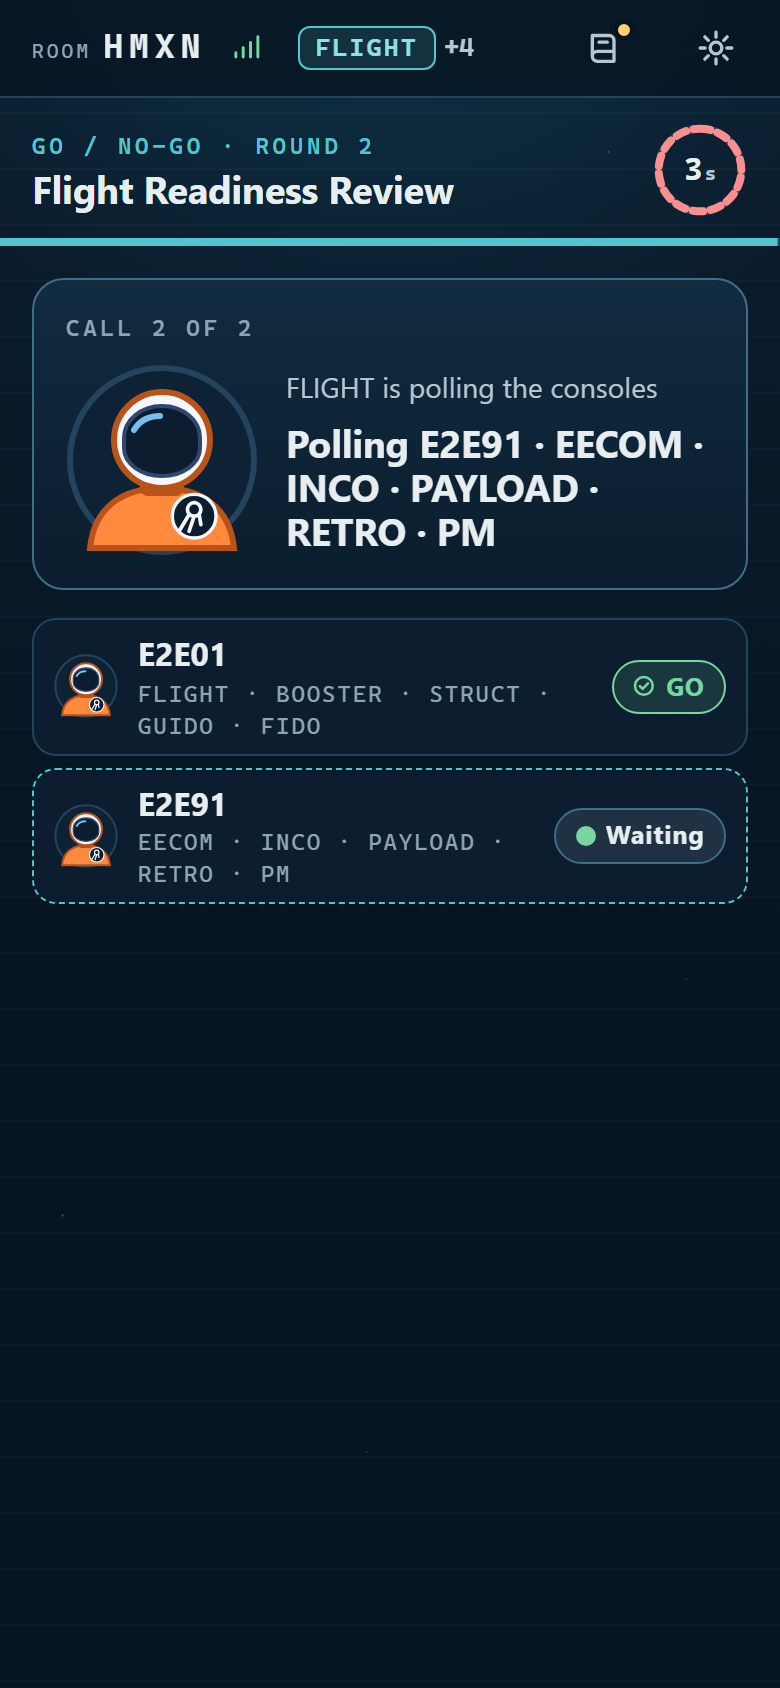 ROOM HMXN FLIGHT +4
GO / NO-GO · ROUND 2
Flight Readiness Review
3s
CALL 2 OF 2
FLIGHT is polling the consoles
Polling E2E91 · EECOM ·
INCO · PAYLOAD ·
RETRO · PM
E2E01
FLIGHT · BOOSTER · STRUCT ·
GUIDO · FIDO
GO
E2E91
EECOM · INCO · PAYLOAD ·
RETRO · PM
Waiting